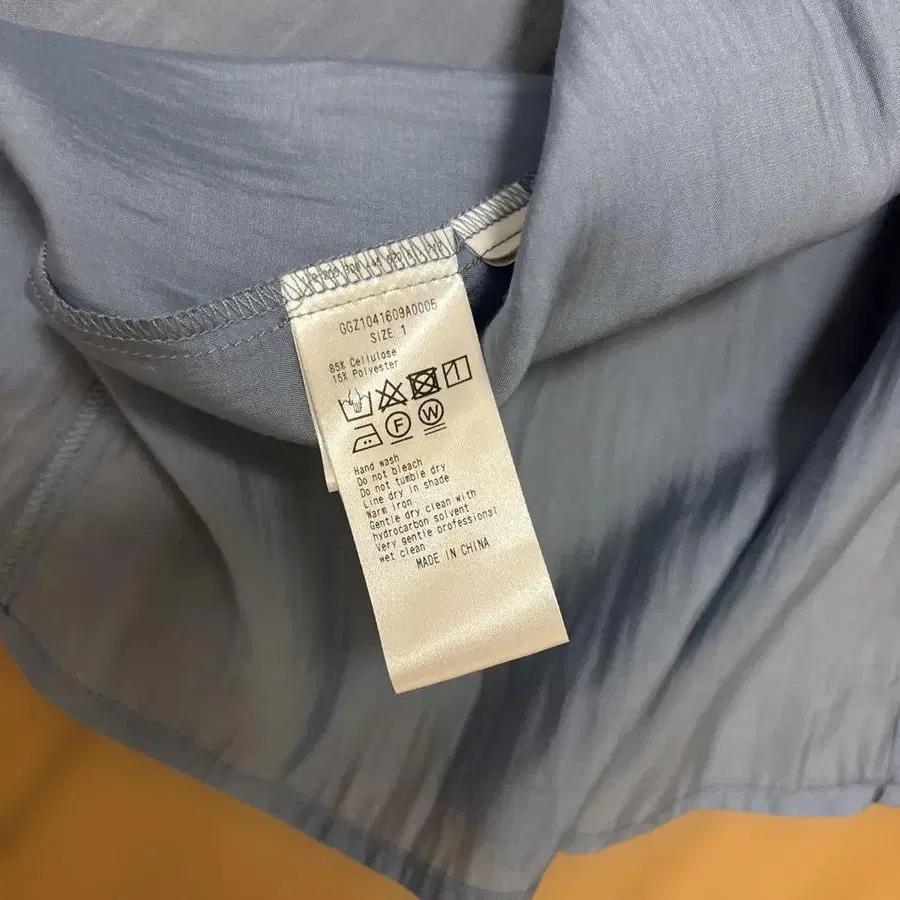 GGZ1041609A0005
SIZE 1
85% Cellulose
15% Polyester
1
F W
Hand wash
Do not bleach
Do not tumble dry
Line dry in shade
Warm iron
Gentle dry clean with
hydrocarbon solvent
Very gentle professional
wet clean
MADE IN CHINA